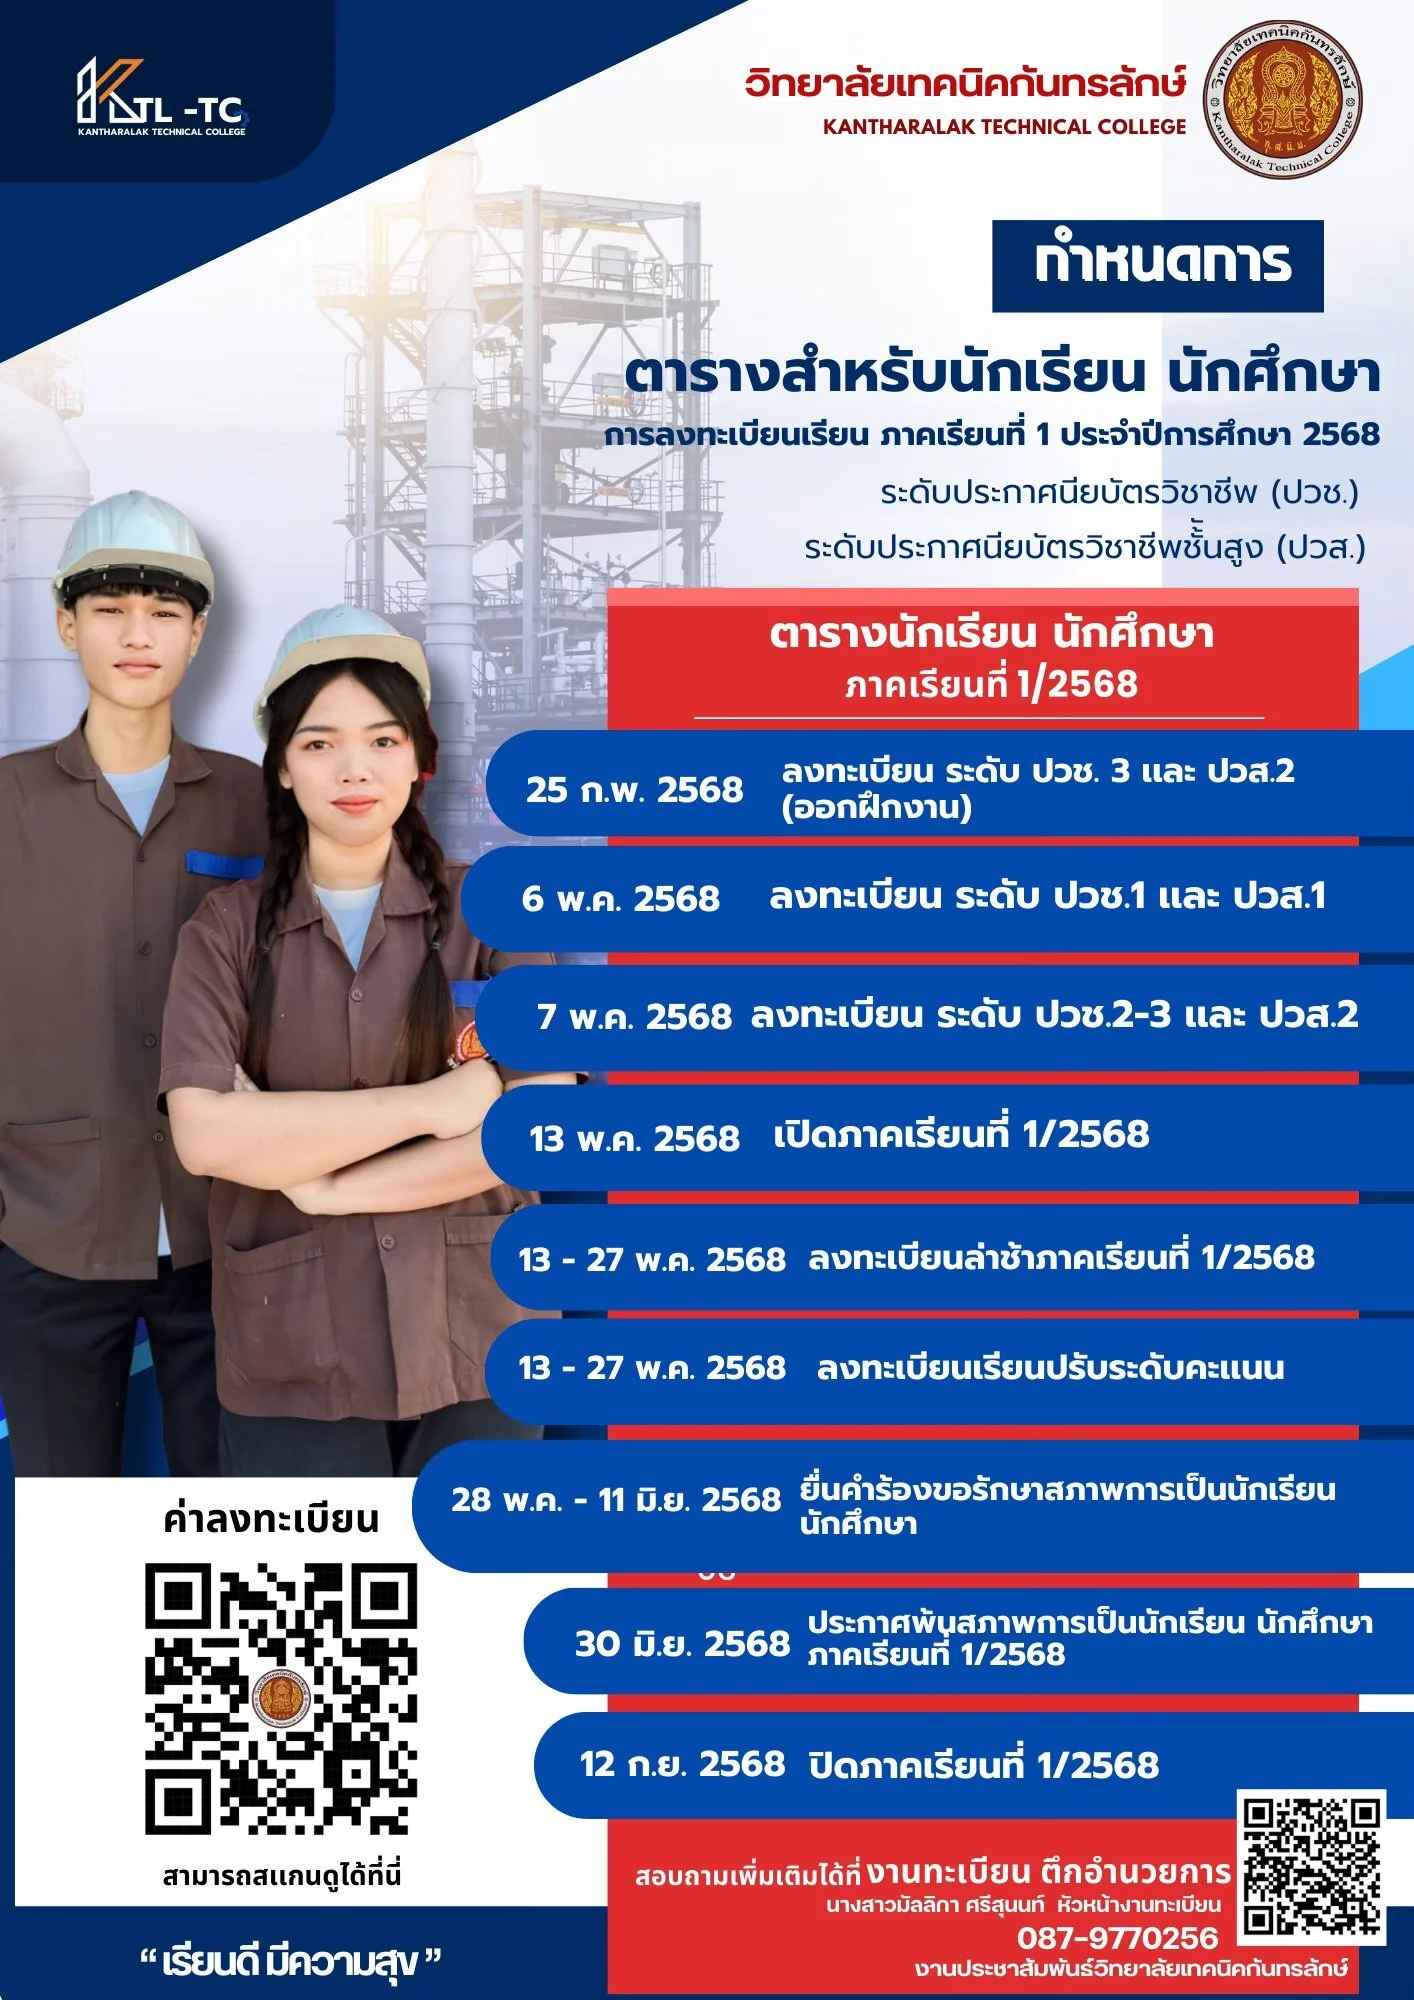 KTL -TC
KANTHARALAK TECHNICAL COLLEGE
วิทยาลัยเทคนิคกันทรลักษ์
KANTHARALAK TECHNICAL COLLEGE
วิทยาลัยเทคนิคกันทรลักษ์
Kantharalak Technical College
กำหนดการ
ตารางสำหรับนักเรียน นักศึกษา
การลงทะเบียนเรียน ภาคเรียนที่ 1 ประจำปีการศึกษา 2568
ระดับประกาศนียบัตรวิชาชีพ (ปวช.)
ระดับประกาศนียบัตรวิชาชีพชั้นสูง (ปวส.)
ตารางนักเรียน นักศึกษา
ภาคเรียนที่ 1/2568
25 ก.พ. 2568 ลงทะเบียน ระดับ ปวช. 3 และ ปวส.2
(ออกฝึกงาน)
6 พ.ค. 2568 ลงทะเบียน ระดับ ปวช.1 และ ปวส.1
7 พ.ค. 2568 ลงทะเบียน ระดับ ปวช.2-3 และ ปวส.2
13 พ.ค. 2568 เปิดภาคเรียนที่ 1/2568
13 - 27 พ.ค. 2568 ลงทะเบียนล่าช้าภาคเรียนที่ 1/2568
13 - 27 พ.ค. 2568 ลงทะเบียนเรียนปรับระดับคะแนน
28 พ.ค. - 11 มิ.ย. 2568 ยื่นคำร้องขอรักษาสภาพการเป็นนักเรียน
นักศึกษา
30 มิ.ย. 2568 ประกาศพ้นสภาพการเป็นนักเรียน นักศึกษา
ภาคเรียนที่ 1/2568
12 ก.ย. 2568 ปิดภาคเรียนที่ 1/2568
ค่าลงทะเบียน
สามารถสแกนดูได้ที่นี่
“ เรียนดี มีความสุข ”
สอบถามเพิ่มเติมได้ที่ งานทะเบียน ตึกอำนวยการ
นางสาวมัลลิกา ศรีสุนนท์ หัวหน้างานทะเบียน
087-9770256
งานประชาสัมพันธ์วิทยาลัยเทคนิคกันทรลักษ์